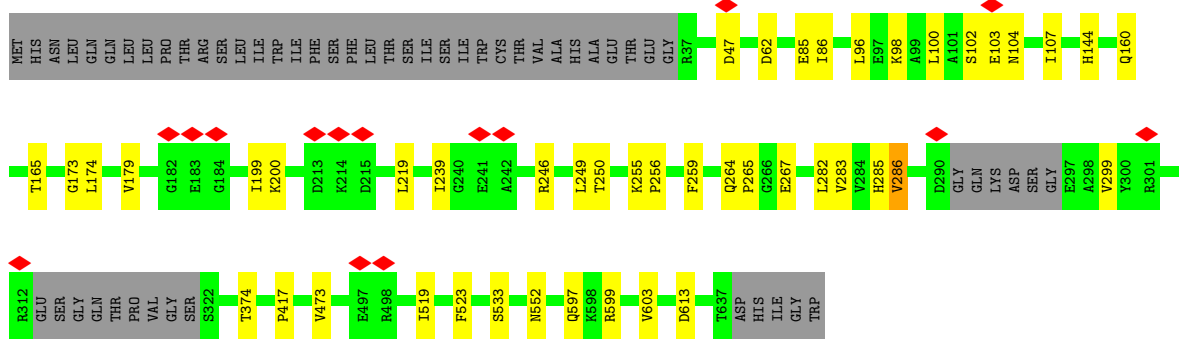 MET HIS ASN LEU GLN GLN LEU LEU PRO THR ARG SER LEU ILE TRP ILE PHE SER PHE LEU THR SER ILE SER ILE TRP CYS THR VAL ALA HIS ALA GLU THR GLU GLY R37 D47 D62 E85 I86 L96 E97 K98 A99 L100 A101 S102 E103 N104 I107 H144 Q160
T165 G173 L174 V179 G182 E183 G184 I199 K200 D213 K214 D215 L219 I239 G240 E241 A242 R246 L249 T250 K255 P256 F259 Q264 P265 G266 E267 L282 V283 V284 H285 V286 D290 GLY GLN LYS ASP SER GLY E297 A298 V299 Y300 R301
R312 GLU SER GLY GLN THR PRO VAL GLY SER S322 T374 P417 V473 E497 R498 I519 F523 S533 N552 Q597 K598 R599 V603 D613 T637 ASP HIS ILE GLY TRP